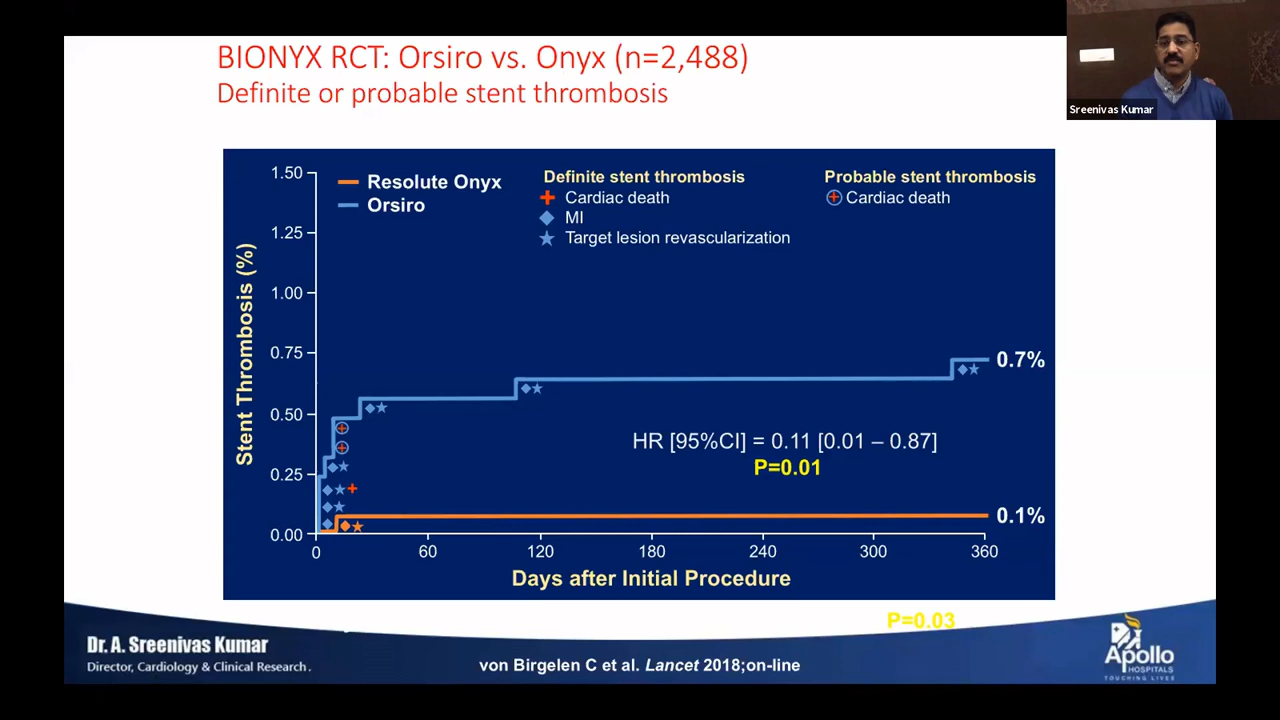 BIONYX RCT: Orsiro vs. Onyx (n=2,488)
Definite or probable stent thrombosis
Sreenivas Kumar
Stent Thrombosis (%)
1.50
1.25
1.00
0.75
0.50
0.25
0.00
Resolute Onyx
Orsiro
Definite stent thrombosis
Cardiac death
MI
Target lesion revascularization
Probable stent thrombosis
Cardiac death
0.7%
HR [95%CI] = 0.11 [0.01 – 0.87]
P=0.01
0.1%
0 60 120 180 240 300 360
Days after Initial Procedure
P=0.03
Dr. A. Sreenivas Kumar
Director, Cardiology & Clinical Research.
von Birgelen C et al. Lancet 2018;on-line
Apollo
HOSPITALS
TOUCHING LIVES